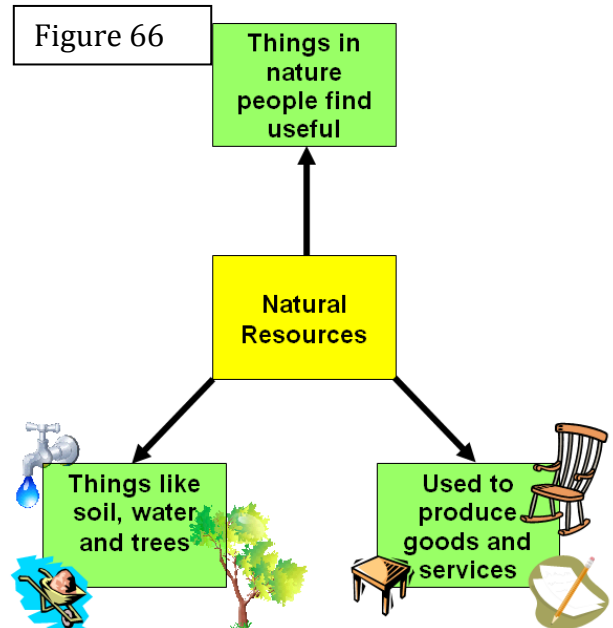 Figure 66
Things in
nature
people find
useful
Natural
Resources
Things like
soil, water
and trees
Used to
produce
goods and
services